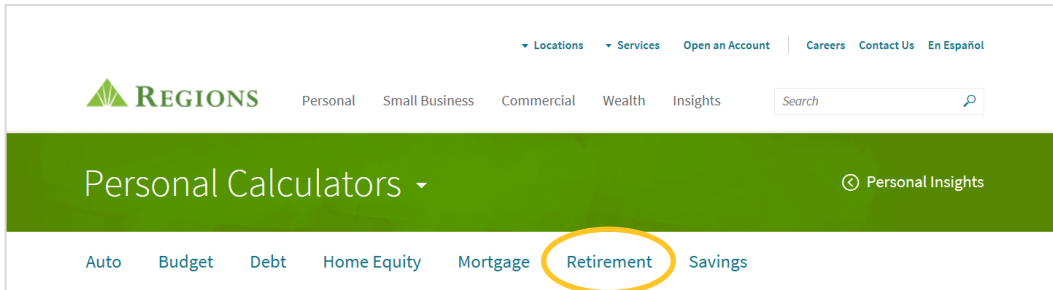 Locations Services Open an Account Careers Contact Us En Español
REGIONS Personal Small Business Commercial Wealth Insights Search
Personal Calculators Personal Insights
Auto Budget Debt Home Equity Mortgage Retirement Savings